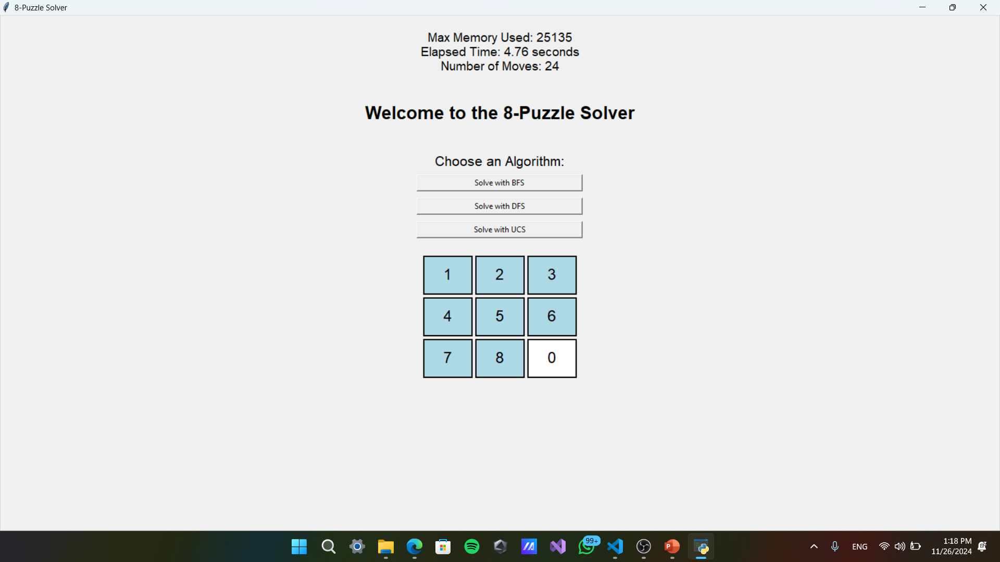 8-Puzzle Solver
Max Memory Used: 25135
Elapsed Time: 4.76 seconds
Number of Moves: 24
Welcome to the 8-Puzzle Solver
Choose an Algorithm:
Solve with BFS
Solve with DFS
Solve with UCS
1 2 3
4 5 6
7 8 0
99+
P
ENG
1:18 PM
11/26/2024